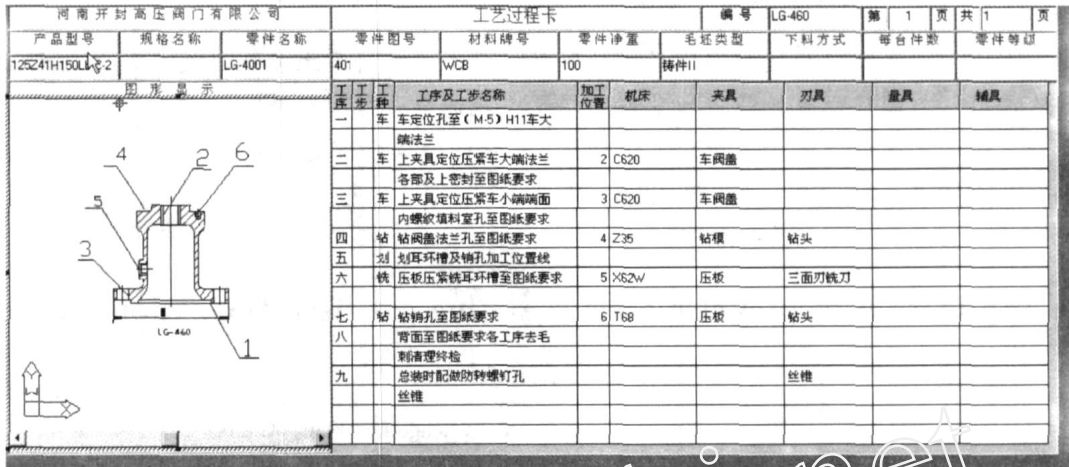 河南开封高压阀门有限公司 工艺过程卡 编号 LG-460 第 1 页 共 1 页
产品型号 规格名称 零件名称 零件图号 材料牌号 零件净重 毛坯类型 下料方式 每台件数
LG-4001 401 WCB 100 铸件II
图形显示
工序 工步 工种 工序及工步名称 加工位置 机床 夹具 刃具 量具 辅具
一 车 车定位孔至(M-5)H11车大
端法兰
二 车 上夹具定位压紧车大端法兰 2 C620 车阀盖
各部及上密封至图纸要求
三 车 上夹具定位压紧车小端端面 3 C620 车阀盖
内螺纹填料室孔至图纸要求
四 钻 钻阀盖法兰孔至图纸要求 4 Z35 钻模 钻头
五 划 划耳环槽及销孔加工位置线
六 铣 压板压紧铣耳环槽至图纸要求 5 X62W 压板 三面刃铣刀
七 钻 钻销孔至图纸要求 6 T68 压板 钻头
八 背面至图纸要求各工序去毛
刺清理终检
九 总装时配做防转螺钉孔 丝锥
丝锥
4 2 6
5
3
LG-460
1